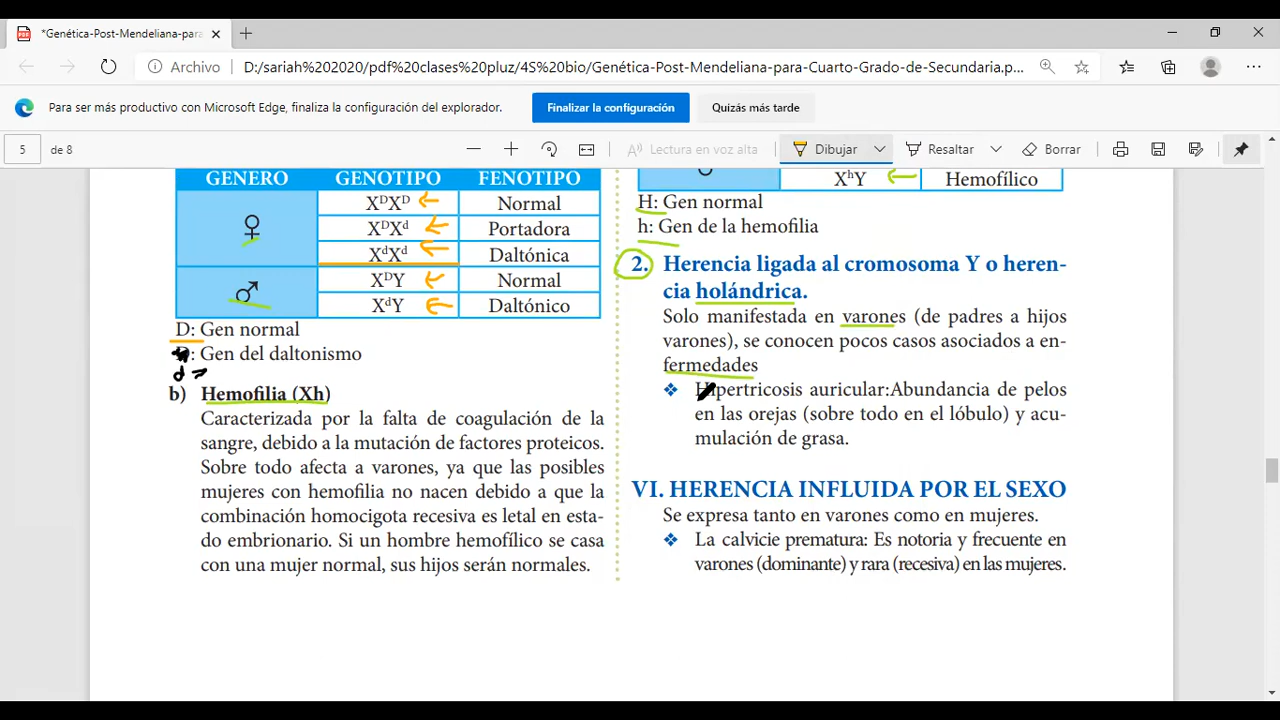 *Genética-Post-Mendeliana-para
Archivo
D:/sariah%202020/pdf%20clases%20pluz/4S%20bio/Genética-Post-Mendeliana-para-Cuarto-Grado-de-Secundaria.p...
Para ser más productivo con Microsoft Edge, finaliza la configuración del explorador.
Finalizar la configuración
Quizás más tarde
5 de 8
Lectura en voz alta
Dibujar
Resaltar
Borrar
GÉNERO GENOTIPO FENOTIPO
♀
XᴰXᴰ Normal
XᴰXᵈ Portadora
XᵈXᵈ Daltónica
♂
XᴰY Normal
XᵈY Daltónico
D: Gen normal
: Gen del daltonismo
d →
b) Hemofilia (Xh)
Caracterizada por la falta de coagulación de la
sangre, debido a la mutación de factores proteicos.
Sobre todo afecta a varones, ya que las posibles
mujeres con hemofilia no nacen debido a que la
combinación homocigota recesiva es letal en esta-
do embrionario. Si un hombre hemofílico se casa
con una mujer normal, sus hijos serán normales.
XʰY Hemofílico
H: Gen normal
h: Gen de la hemofilia
2. Herencia ligada al cromosoma Y o heren-
cia holándrica.
Solo manifestada en varones (de padres a hijos
varones), se conocen pocos casos asociados a en-
fermedades
❖ Hipertricosis auricular:Abundancia de pelos
en las orejas (sobre todo en el lóbulo) y acu-
mulación de grasa.
VI. HERENCIA INFLUIDA POR EL SEXO
Se expresa tanto en varones como en mujeres.
❖ La calvicie prematura: Es notoria y frecuente en
varones (dominante) y rara (recesiva) en las mujeres.